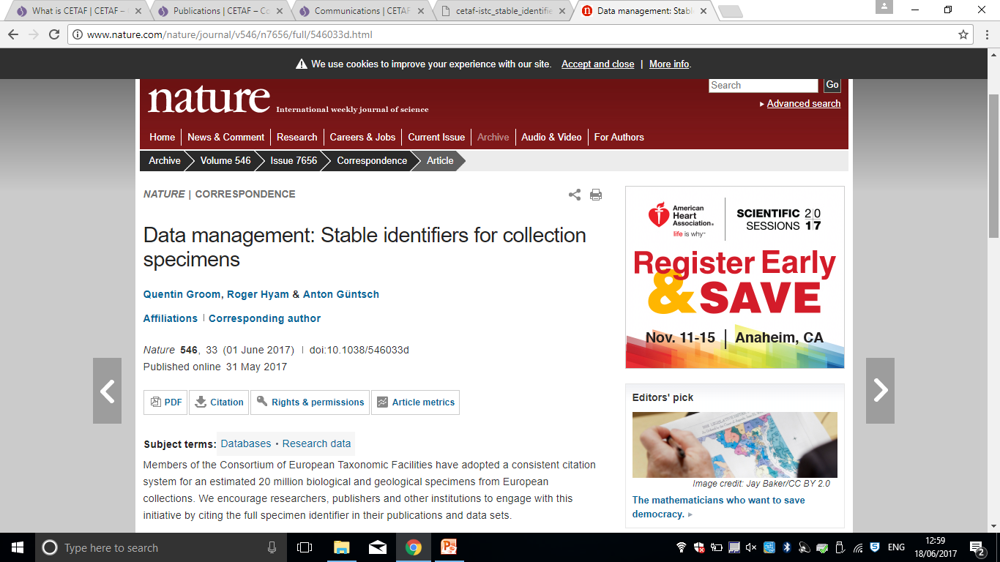 What is CETAF | CETAF –
Publications | CETAF – Co
Communications | CETAF
cetaf-istc_stable_identifie
Data management: Stabl
www.nature.com/nature/journal/v546/n7656/full/546033d.html
We use cookies to improve your experience with our site. Accept and close | More info.
nature International weekly journal of science
Search Go
Advanced search
Home News & Comment Research Careers & Jobs Current Issue Archive Audio & Video For Authors
Archive Volume 546 Issue 7656 Correspondence Article
NATURE | CORRESPONDENCE
Data management: Stable identifiers for collection
specimens
Quentin Groom, Roger Hyam & Anton Güntsch
Affiliations Corresponding author
Nature 546, 33 (01 June 2017) doi:10.1038/546033d
Published online 31 May 2017
PDF Citation Rights & permissions Article metrics
Subject terms: Databases • Research data
Members of the Consortium of European Taxonomic Facilities have adopted a consistent citation
system for an estimated 20 million biological and geological specimens from European
collections. We encourage researchers, publishers and other institutions to engage with this
initiative by citing the full specimen identifier in their publications and data sets.
American
Heart
Association®
life is why™
SCIENTIFIC 20
SESSIONS 17
Register Early
& SAVE
Nov. 11-15 | Anaheim, CA
Editors' pick
Image credit: Jay Baker/CC BY 2.0
The mathematicians who want to save
democracy.
Type here to search
ENG
12:59
18/06/2017
2